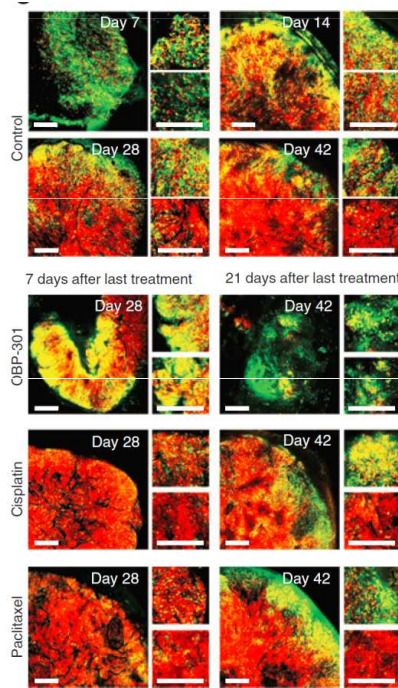 Day 7
Day 14
Control
Day 28
Day 42
7 days after last treatment
21 days after last treatment
OBP-301
Day 28
Day 42
Cisplatin
Day 28
Day 42
Paclitaxel
Day 28
Day 42